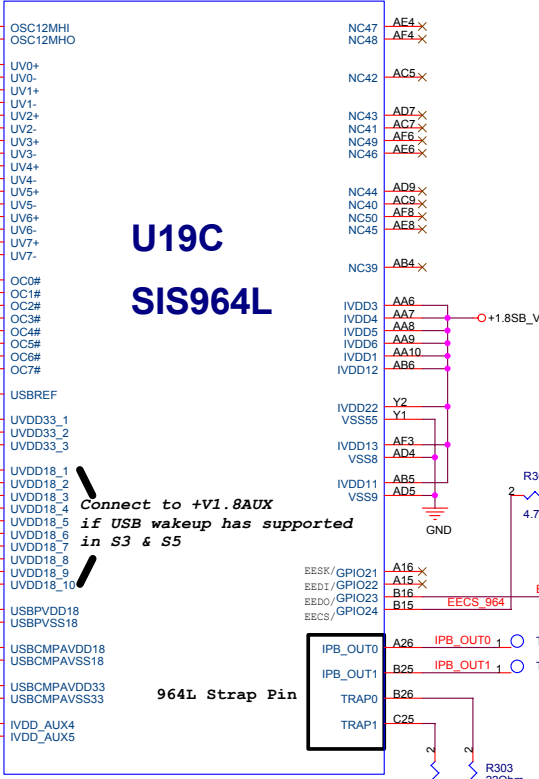 OSC12MHI
OSC12MHO
UV0+
UV0-
UV1+
UV1-
UV2+
UV2-
UV3+
UV3-
UV4+
UV4-
UV5+
UV5-
UV6+
UV6-
UV7+
UV7-
OC0#
OC1#
OC2#
OC3#
OC4#
OC5#
OC6#
OC7#
USBREF
UVDD33_1
UVDD33_2
UVDD33_3
UVDD18_1
UVDD18_2
UVDD18_3
UVDD18_4
UVDD18_5
UVDD18_6
UVDD18_7
UVDD18_8
UVDD18_9
UVDD18_10
USBPVDD18
USBPVSS18
USBCMPAVDD18
USBCMPAVSS18
USBCMPAVDD33
USBCMPAVSS33
IVDD_AUX4
IVDD_AUX5
U19C
SIS964L
Connect to +V1.8AUX
if USB wakeup has supported
in S3 & S5
964L Strap Pin
NC47 AE4
NC48 AF4
NC42 AC5
NC43 AD7
NC41 AC7
NC49 AF6
NC46 AE6
NC44 AD9
NC40 AC9
NC50 AF8
NC45 AE8
NC39 AB4
IVDD3 AA6
IVDD4 AA7 +1.8SB_V
IVDD5 AA8
IVDD6 AA9
IVDD1 AA10
IVDD12 AB6
IVDD22 Y2
VSS55 Y1
IVDD13 AF3
VSS8 AD4
IVDD11 AB5
VSS9 AD5
GND
2
4.7
EESK/GPIO21 A16
EEDI/GPIO22 A15
EEDO/GPIO23 B16
EECS/GPIO24 B15 EECS_964
IPB_OUT0 A26 IPB_OUT0 1
IPB_OUT1 B25 IPB_OUT1 1
TRAP0 B26
TRAP1 C25
2
2
R303